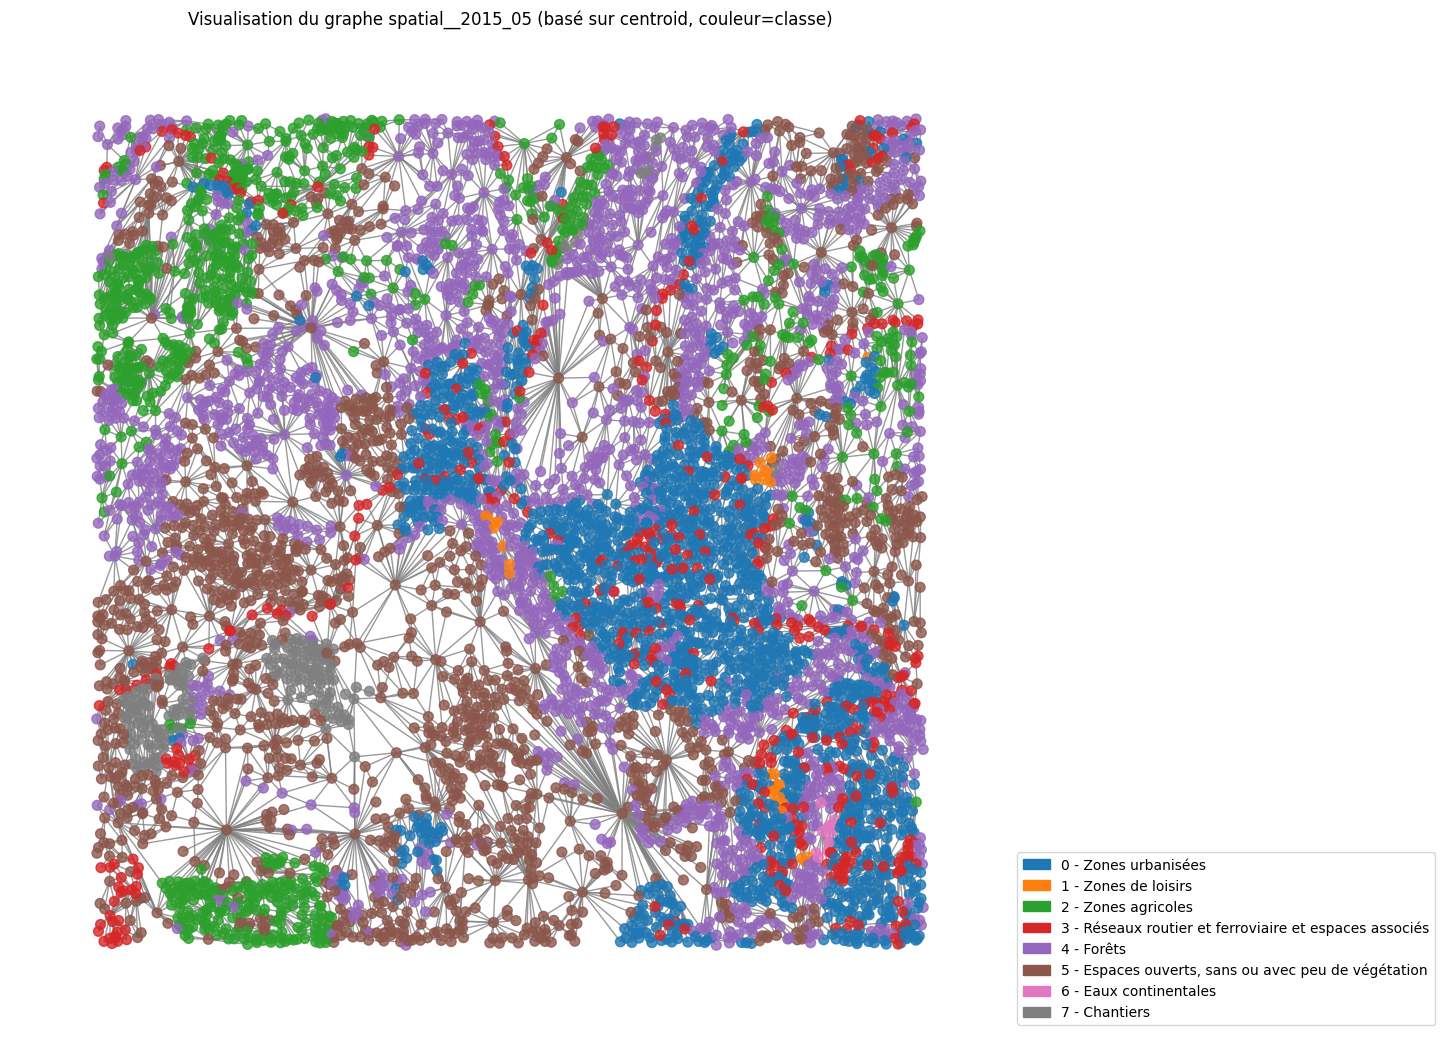 Visualisation du graphe spatial__2015_05 (basé sur centroid, couleur=classe)
0 - Zones urbanisées
1 - Zones de loisirs
2 - Zones agricoles
3 - Réseaux routier et ferroviaire et espaces associés
4 - Forêts
5 - Espaces ouverts, sans ou avec peu de végétation
6 - Eaux continentales
7 - Chantiers